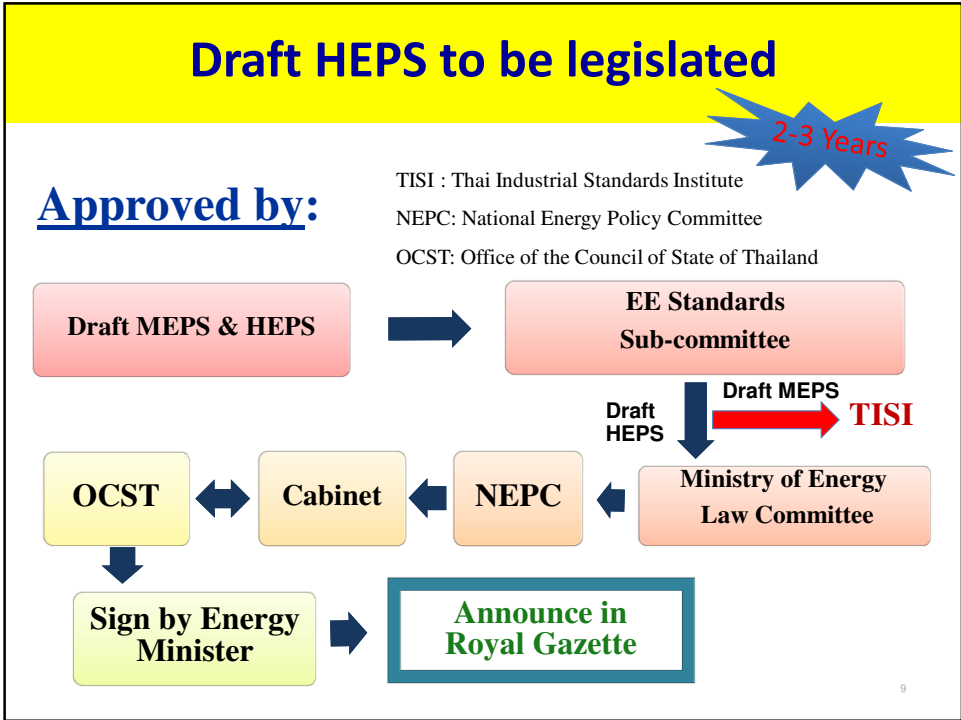 Draft HEPS to be legislated
2-3 Years
Approved by:
TISI : Thai Industrial Standards Institute
NEPC: National Energy Policy Committee
OCST: Office of the Council of State of Thailand
Draft MEPS & HEPS
EE Standards
Sub-committee
Draft MEPS
Draft
HEPS
TISI
Ministry of Energy
Law Committee
NEPC
Cabinet
OCST
Sign by Energy
Minister
Announce in
Royal Gazette
9